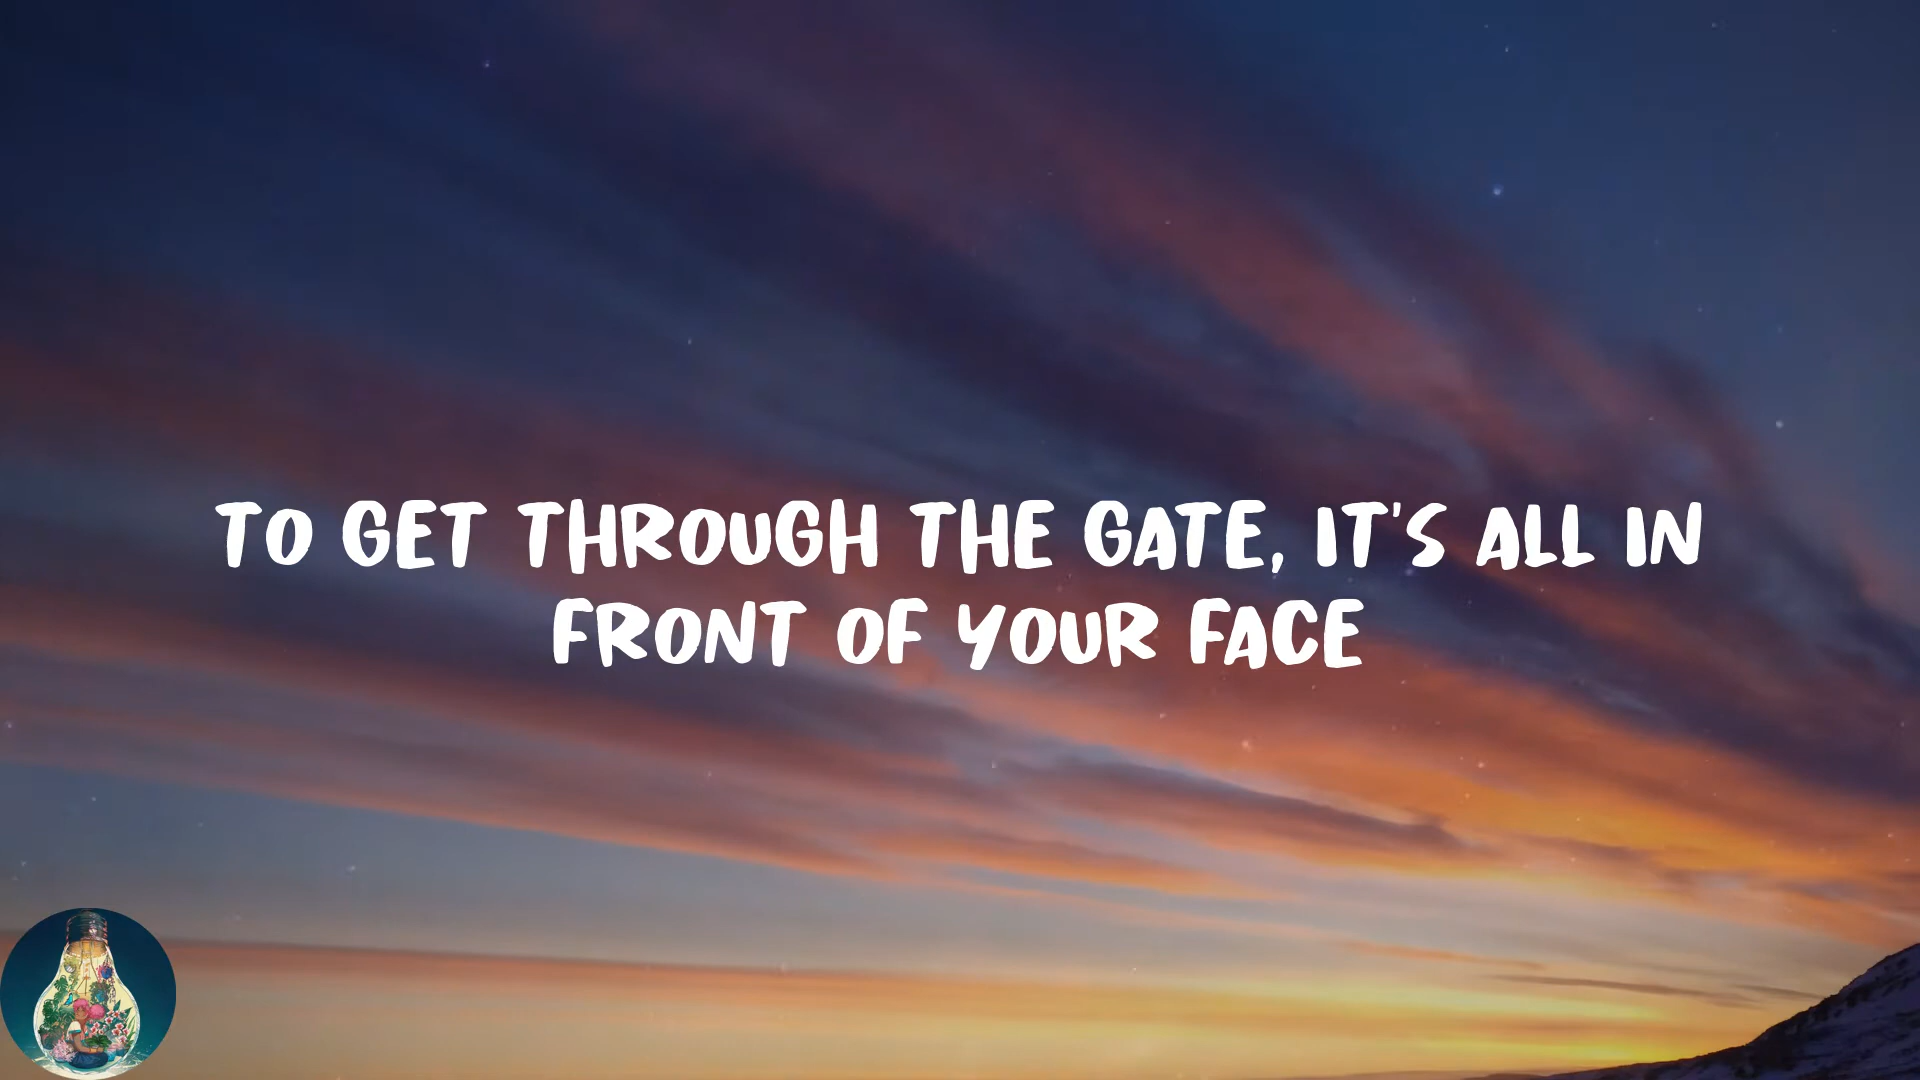 TO GET THROUGH THE GATE, IT'S ALL IN
FRONT OF YOUR FACE